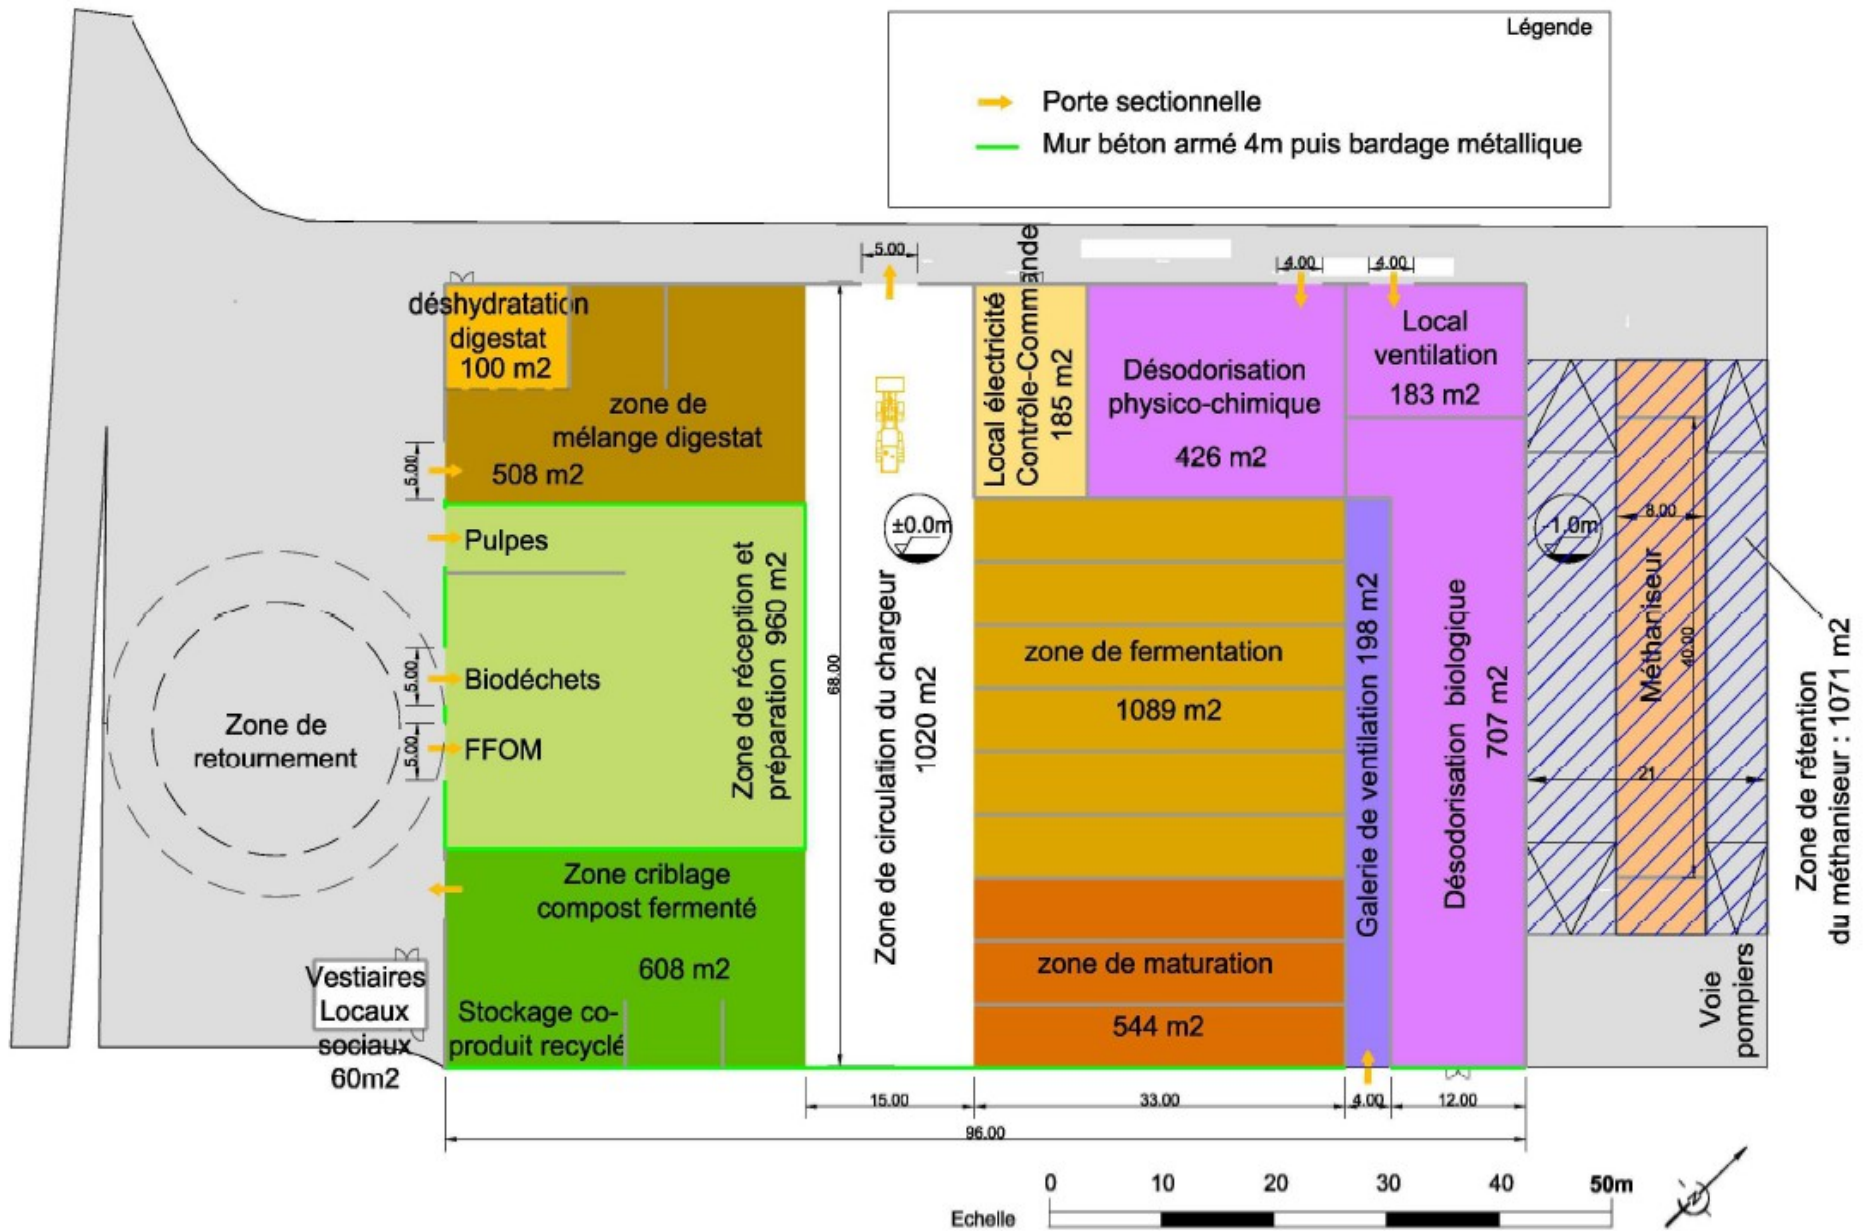 Légende
Porte sectionnelle
Mur béton armé 4m puis bardage métallique
5.00
4.00
4.00
déshydratation
digestat
100 m2
zone de
mélange digestat
508 m2
5.00
Local électricité
Contrôle-Commande
185 m2
Désodorisation
physico-chimique
426 m2
Local
ventilation
183 m2
±0.0m
-1.0m
8.00
Pulpes
Biodéchets
FFOM
5.00
5.00
Zone de réception et
préparation 960 m2
68.00
Zone de circulation du chargeur
1020 m2
zone de fermentation
1089 m2
Galerie de ventilation 198 m2
Désodorisation biologique
707 m2
Méthaniseur
40.00
21
Zone de rétention
du méthaniseur : 1071 m2
Zone de
retournement
Zone criblage
compost fermenté
608 m2
Stockage co-
produit recyclé
Vestiaires
Locaux
sociaux
60m2
zone de maturation
544 m2
Voie
pompiers
15.00
33.00
4.00
12.00
96.00
0 10 20 30 40 50m
Echelle
N